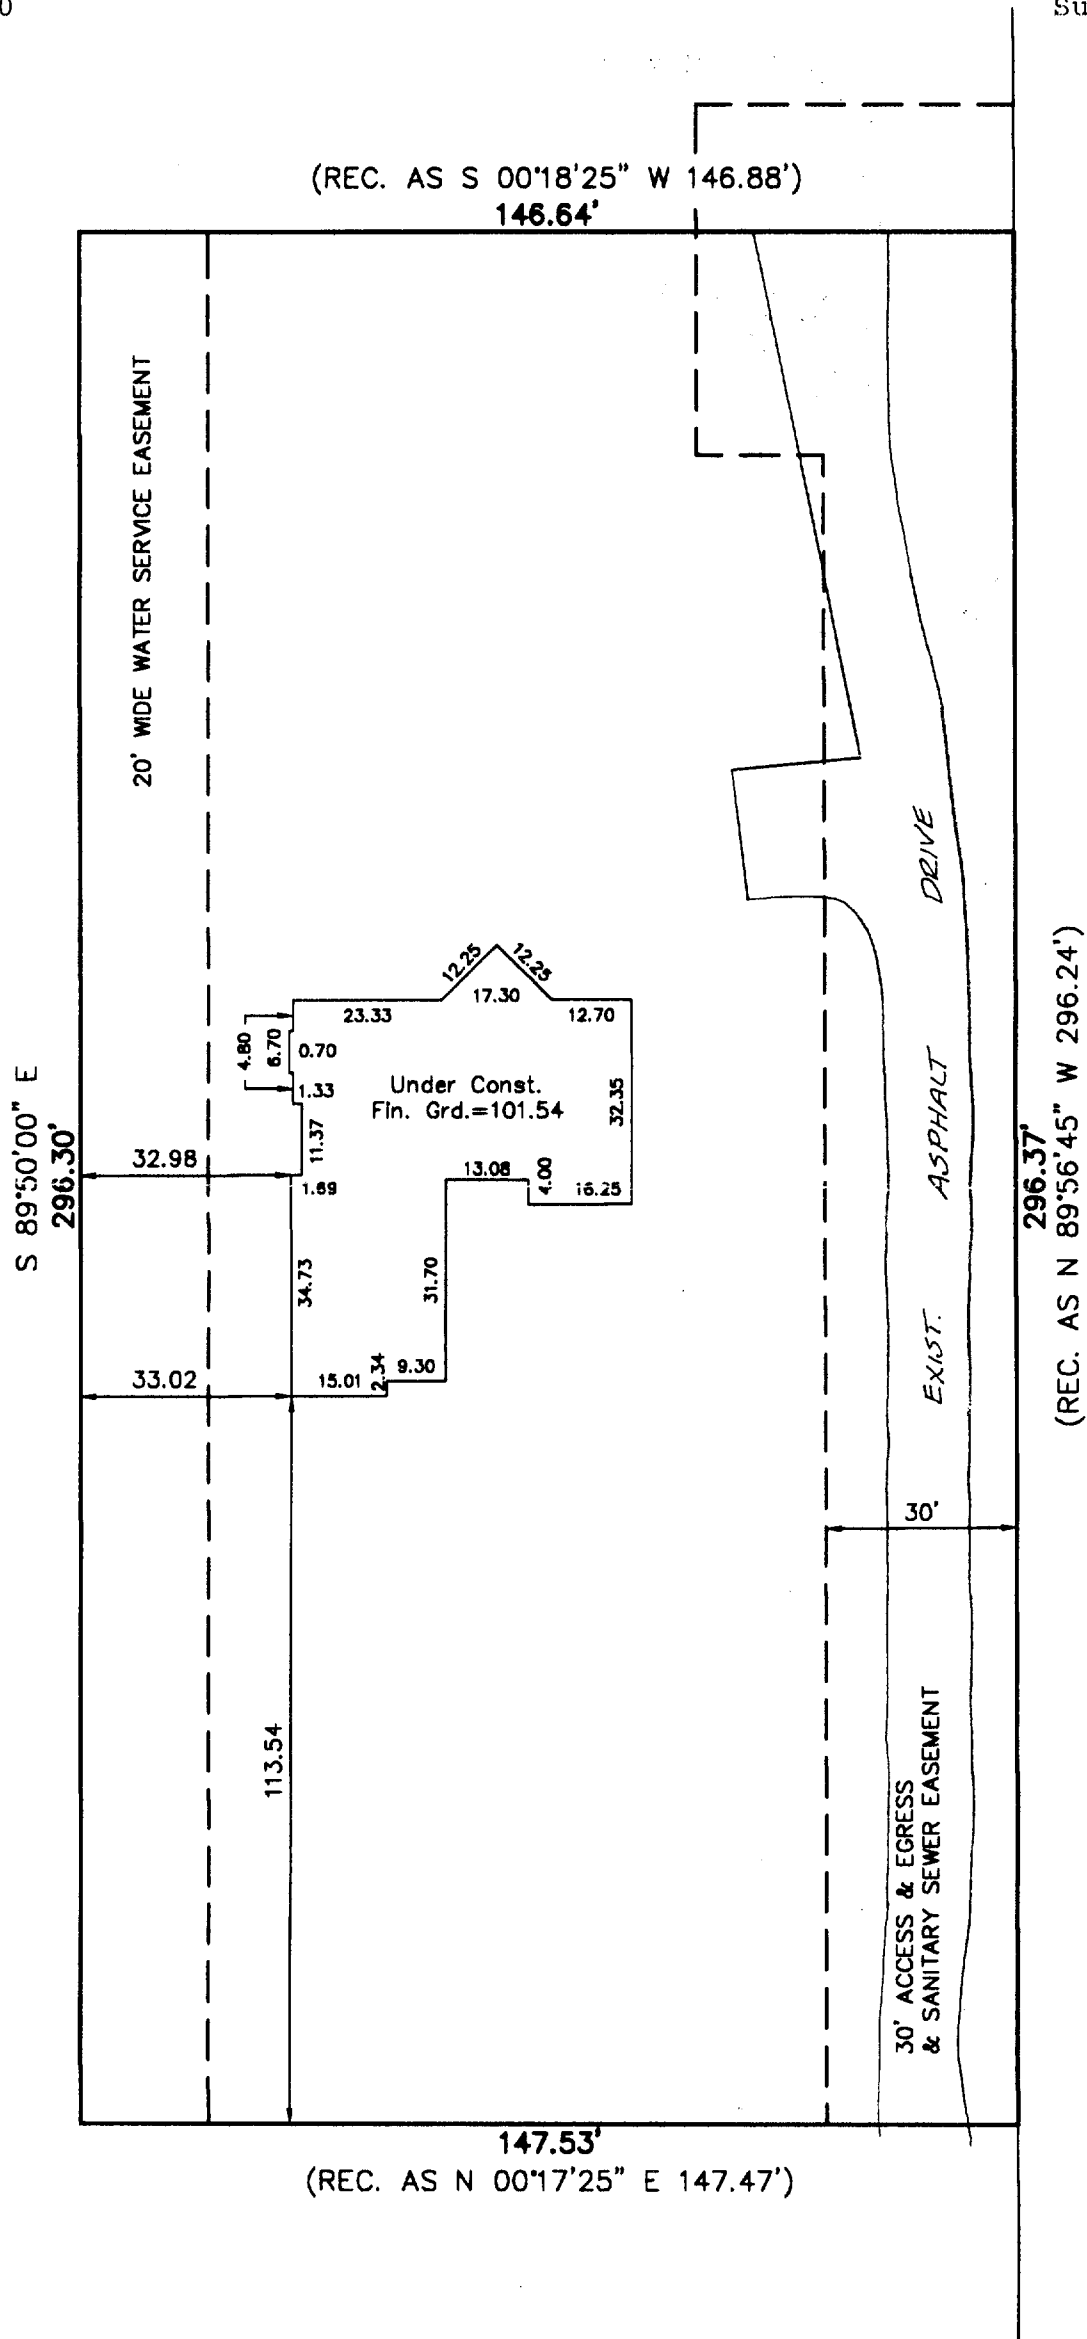 0
Su
(REC. AS S 00°18'25" W 146.88')
146.64'
20' WIDE WATER SERVICE EASEMENT
DRIVE
12.25
12.25
17.30
23.33
12.70
4.80
6.70
0.70
1.33
Under Const.
Fin. Grd.=101.54
32.35
11.37
32.98
1.69
13.08
4.00
16.25
ASPHALT
S 89°50'00" E
296.30'
296.37'
(REC. AS N 89°56'45" W 296.24')
34.73
31.70
EXIST.
33.02
15.01
2.34
9.30
30'
113.54
30' ACCESS & EGRESS
& SANITARY SEWER EASEMENT
147.53'
(REC. AS N 00°17'25" E 147.47')